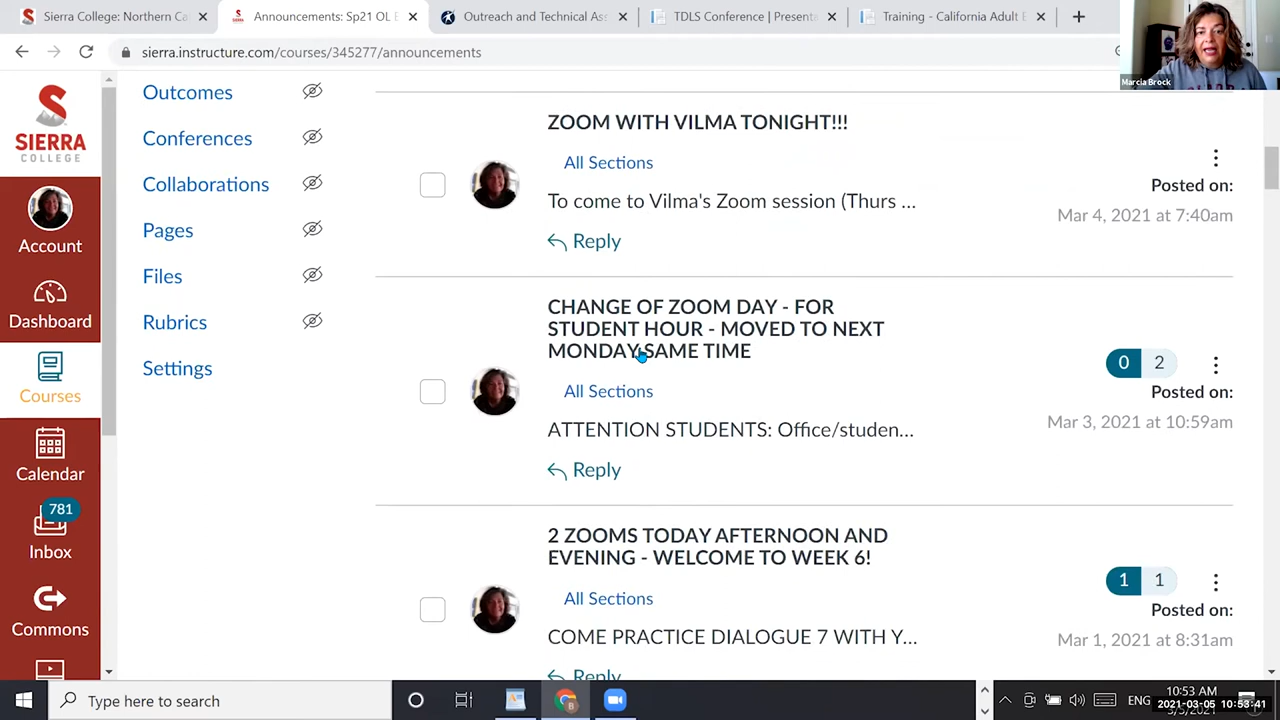 Sierra College: Northern Ca
Announcements: Sp21 OL E
Outreach and Technical Ass
TDLS Conference | Present
Training - California Adult E
sierra.instructure.com/courses/345277/announcements
Marcia Brock
SIERRA
COLLEGE
Account
Dashboard
Courses
Calendar
781
Inbox
Commons
Outcomes
Conferences
Collaborations
Pages
Files
Rubrics
Settings
ZOOM WITH VILMA TONIGHT!!!
All Sections
To come to Vilma's Zoom session (Thurs ...
Reply
Posted on:
Mar 4, 2021 at 7:40am
CHANGE OF ZOOM DAY - FOR
STUDENT HOUR - MOVED TO NEXT
MONDAY SAME TIME
All Sections
ATTENTION STUDENTS: Office/studen...
Reply
0 2
Posted on:
Mar 3, 2021 at 10:59am
2 ZOOMS TODAY AFTERNOON AND
EVENING - WELCOME TO WEEK 6!
All Sections
COME PRACTICE DIALOGUE 7 WITH Y...
Reply
1 1
Posted on:
Mar 1, 2021 at 8:31am
Type here to search
ENG
10:53 AM
2021-03-05 10:53:41